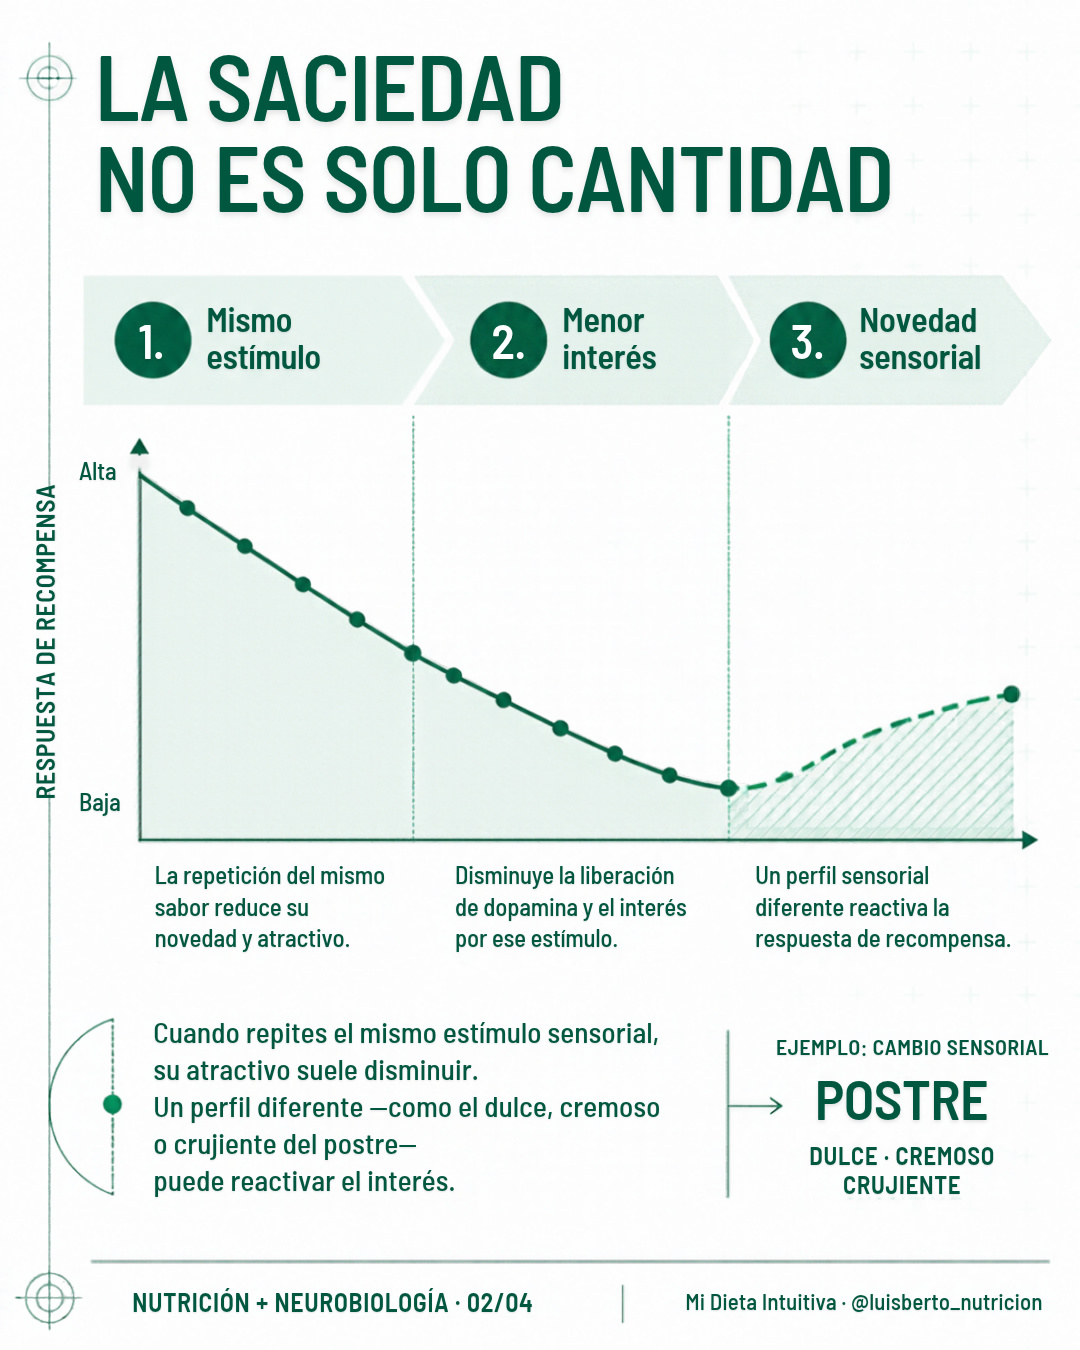 LA SACIEDAD
NO ES SOLO CANTIDAD
1.
Mismo
estímulo
2.
Menor
interés
3.
Novedad
sensorial
RESPUESTA DE RECOMPENSA
Alta
Baja
La repetición del mismo
sabor reduce su
novedad y atractivo.
Disminuye la liberación
de dopamina y el interés
por ese estímulo.
Un perfil sensorial
diferente reactiva la
respuesta de recompensa.
Cuando repites el mismo estímulo sensorial,
su atractivo suele disminuir.
Un perfil diferente —como el dulce, cremoso
o crujiente del postre—
puede reactivar el interés.
EJEMPLO: CAMBIO SENSORIAL
POSTRE
DULCE · CREMOSO
CRUJIENTE
NUTRICIÓN + NEUROBIOLOGÍA · 02/04
Mi Dieta Intuitiva · @luisberto_nutricion